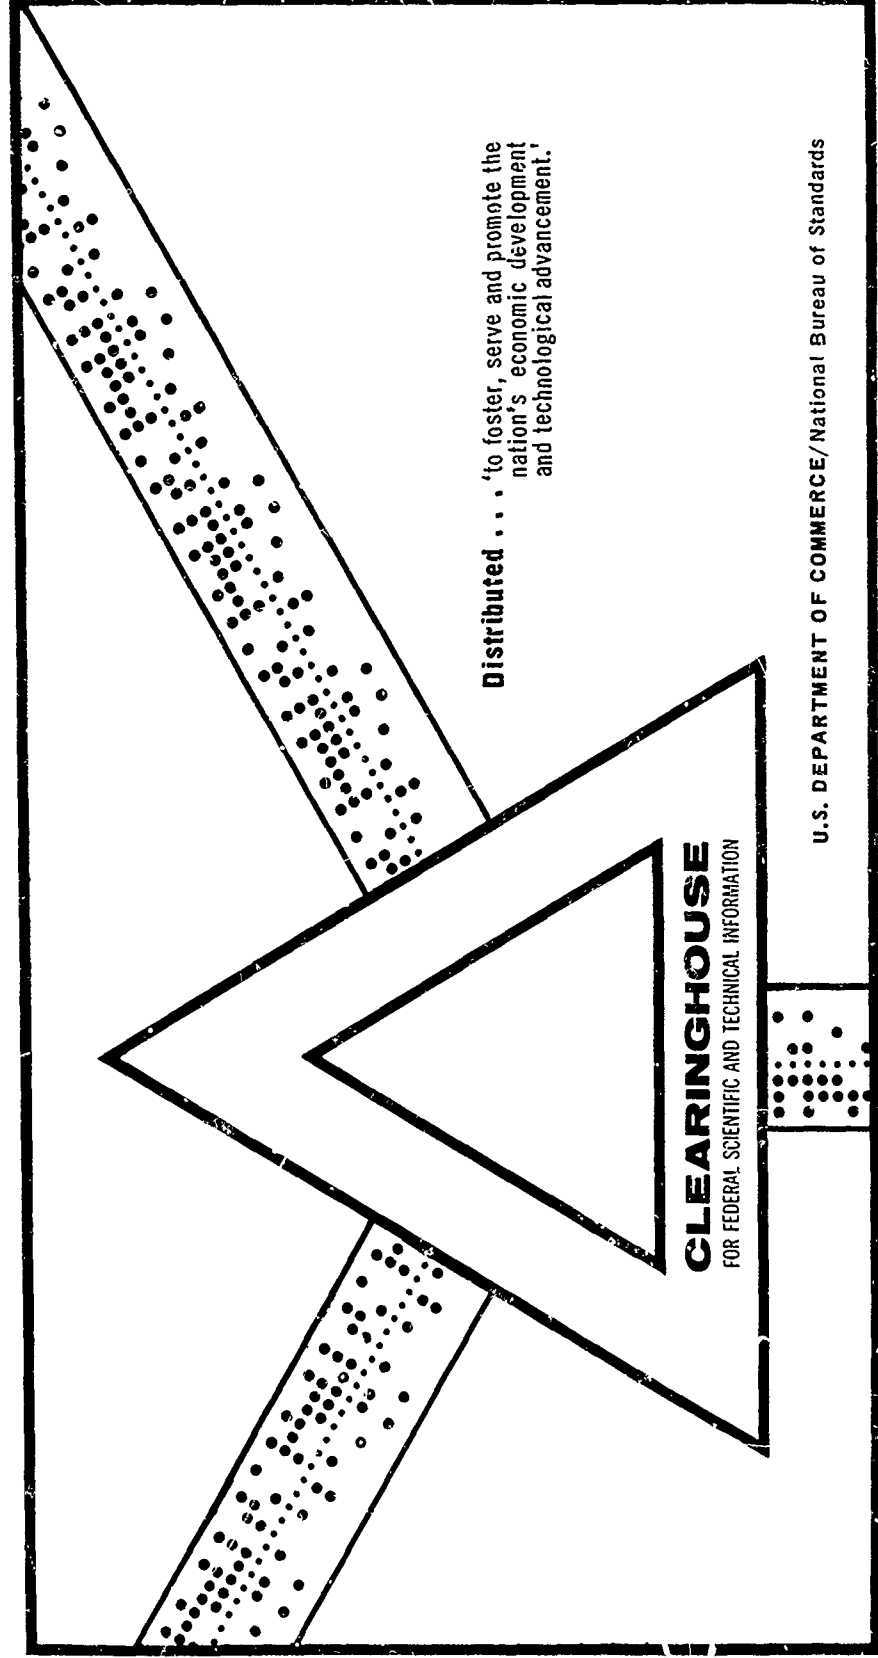 Distributed . . . 'to foster, serve and promote the
nation's economic development
and technological advancement.'
CLEARINGHOUSE
FOR FEDERAL SCIENTIFIC AND TECHNICAL INFORMATION
U.S. DEPARTMENT OF COMMERCE/National Bureau of Standards